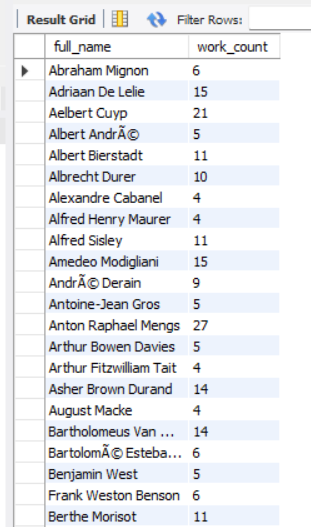 Result Grid Filter Rows:
full_name work_count
Abraham Mignon 6
Adriaan De Lelie 15
Aelbert Cuyp 21
Albert AndrÃ© 5
Albert Bierstadt 11
Albrecht Durer 10
Alexandre Cabanel 4
Alfred Henry Maurer 4
Alfred Sisley 11
Amedeo Modigliani 15
AndrÃ© Derain 9
Antoine-Jean Gros 5
Anton Raphael Mengs 27
Arthur Bowen Davies 5
Arthur Fitzwilliam Tait 4
Asher Brown Durand 14
August Macke 4
Bartholomeus Van ... 14
BartolomÃ© Esteba... 6
Benjamin West 5
Frank Weston Benson 6
Berthe Morisot 11